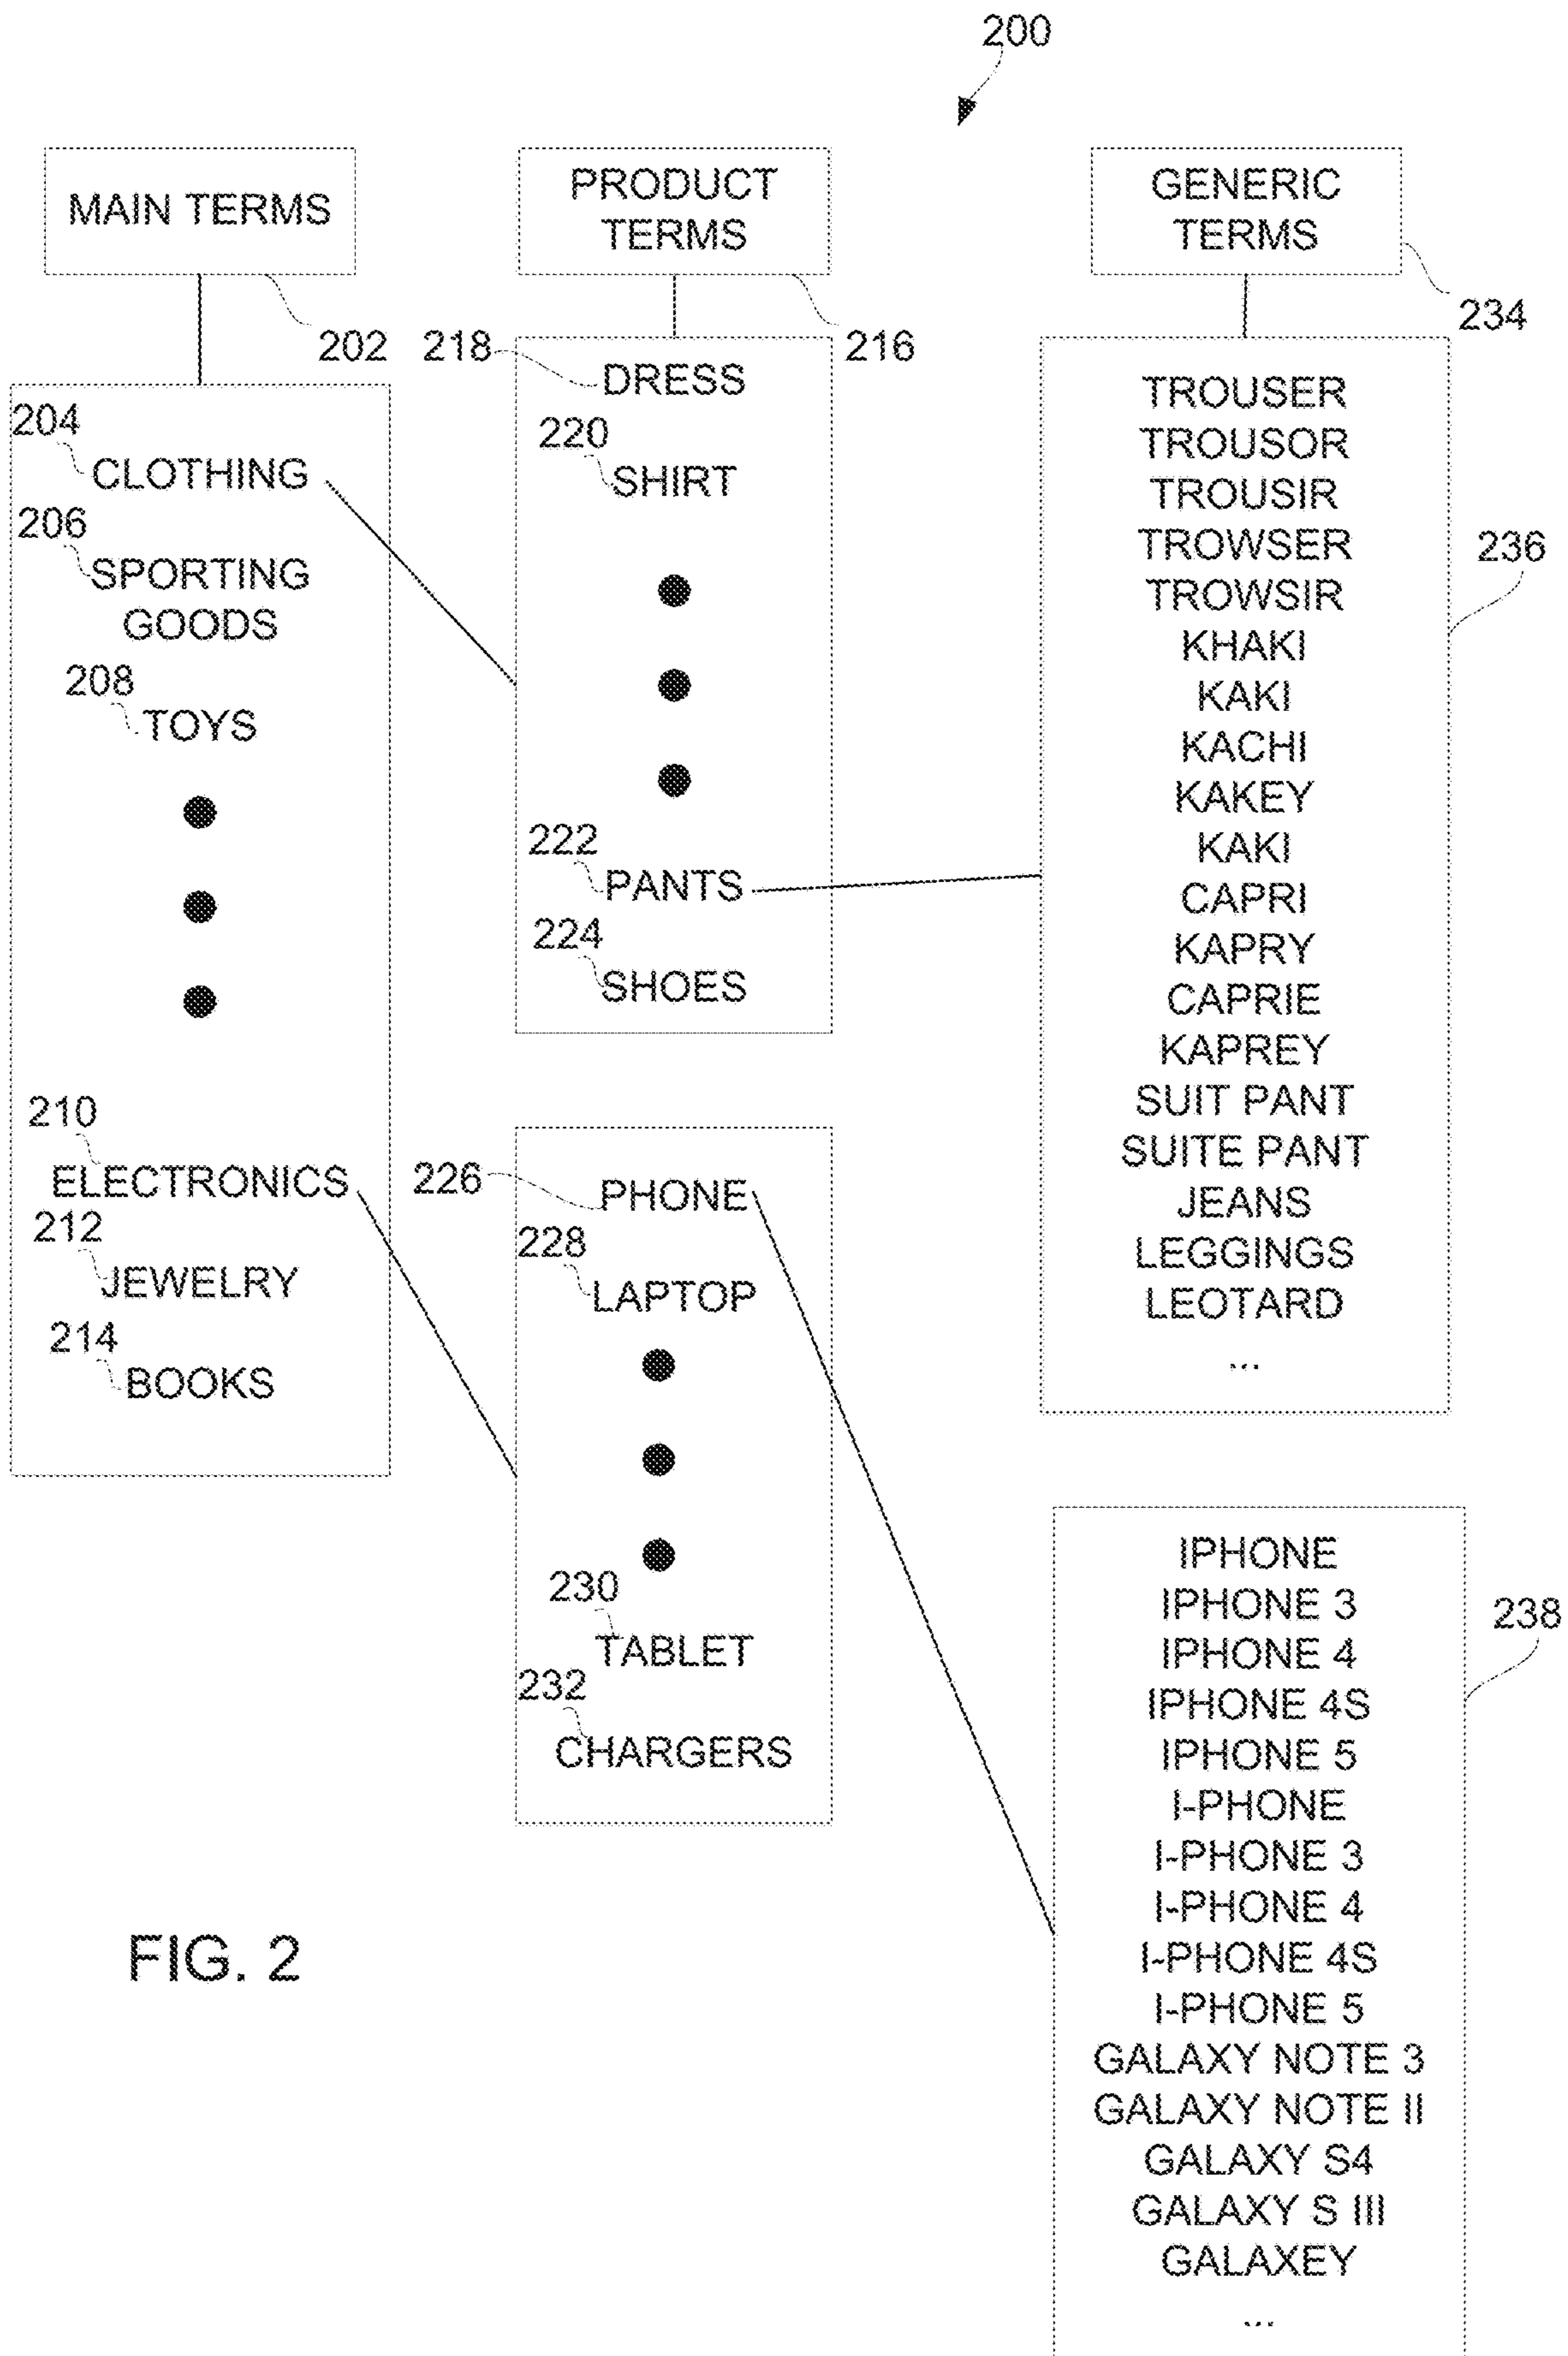 200
MAIN TERMS
202
204
CLOTHING
206
SPORTING
GOODS
208
TOYS
210
ELECTRONICS
212
JEWELRY
214
BOOKS
PRODUCT
TERMS
216
218
DRESS
220
SHIRT
222
PANTS
224
SHOES
226
PHONE
228
LAPTOP
230
TABLET
232
CHARGERS
GENERIC
TERMS
234
TROUSER
TROUSOR
TROUSIR
TROWSER
TROWSIR
KHAKI
KAKI
KACHI
KAKEY
KAKI
CAPRI
KAPRY
CAPRIE
KAPREY
SUIT PANT
SUITE PANT
JEANS
LEGGINGS
LEOTARD
...
236
IPHONE
IPHONE 3
IPHONE 4
IPHONE 4S
IPHONE 5
I-PHONE
I-PHONE 3
I-PHONE 4
I-PHONE 4S
I-PHONE 5
GALAXY NOTE 3
GALAXY NOTE II
GALAXY S4
GALAXY S III
GALAXEY
...
238
FIG. 2